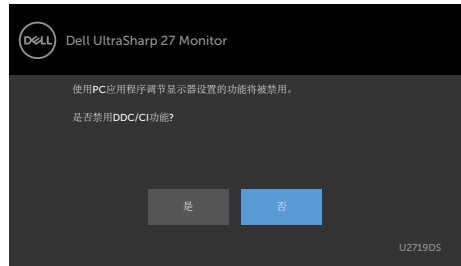 DELL
Dell UltraSharp 27 Monitor
使用PC应用程序调节显示器设置的功能将被禁用。
是否禁用DDC/CI功能?
是
否
U2719DS